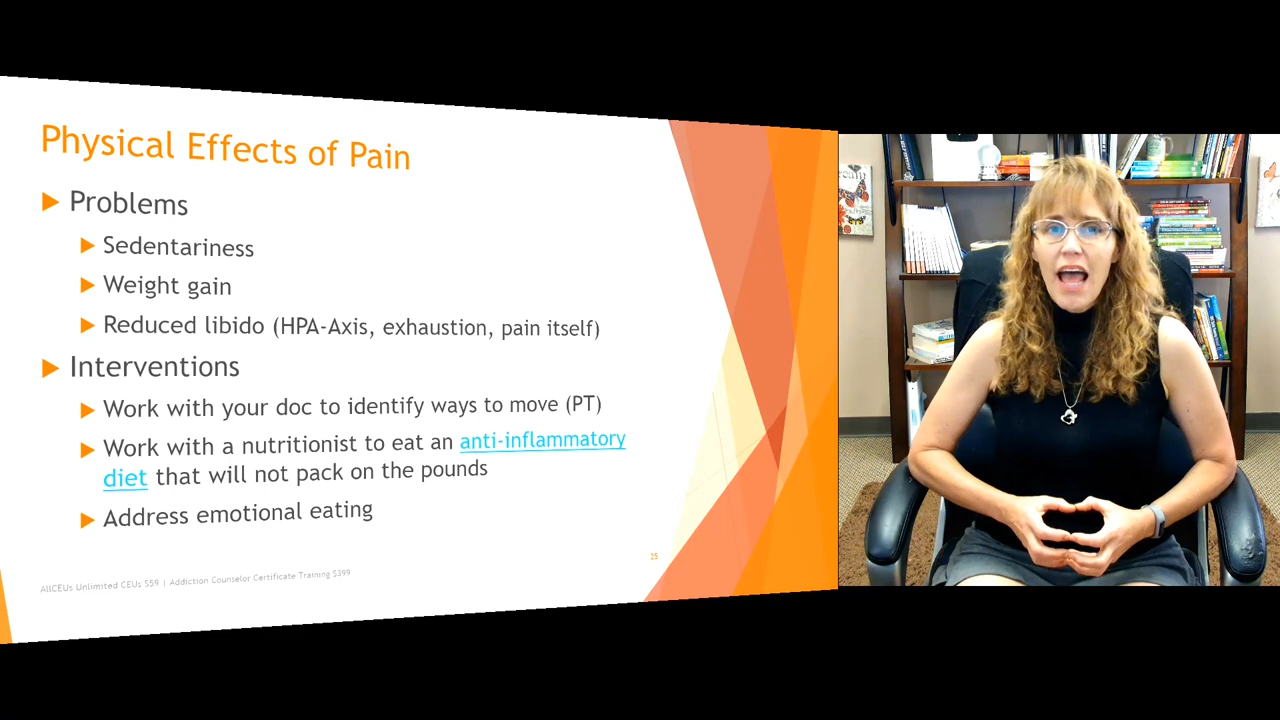 Physical Effects of Pain
Problems
Sedentariness
Weight gain
Reduced libido (HPA-Axis, exhaustion, pain itself)
Interventions
Work with your doc to identify ways to move (PT)
Work with a nutritionist to eat an anti-inflammatory
diet that will not pack on the pounds
Address emotional eating
25
AllCEUs Unlimited CEUs $59 | Addiction Counselor Certificate Training $399